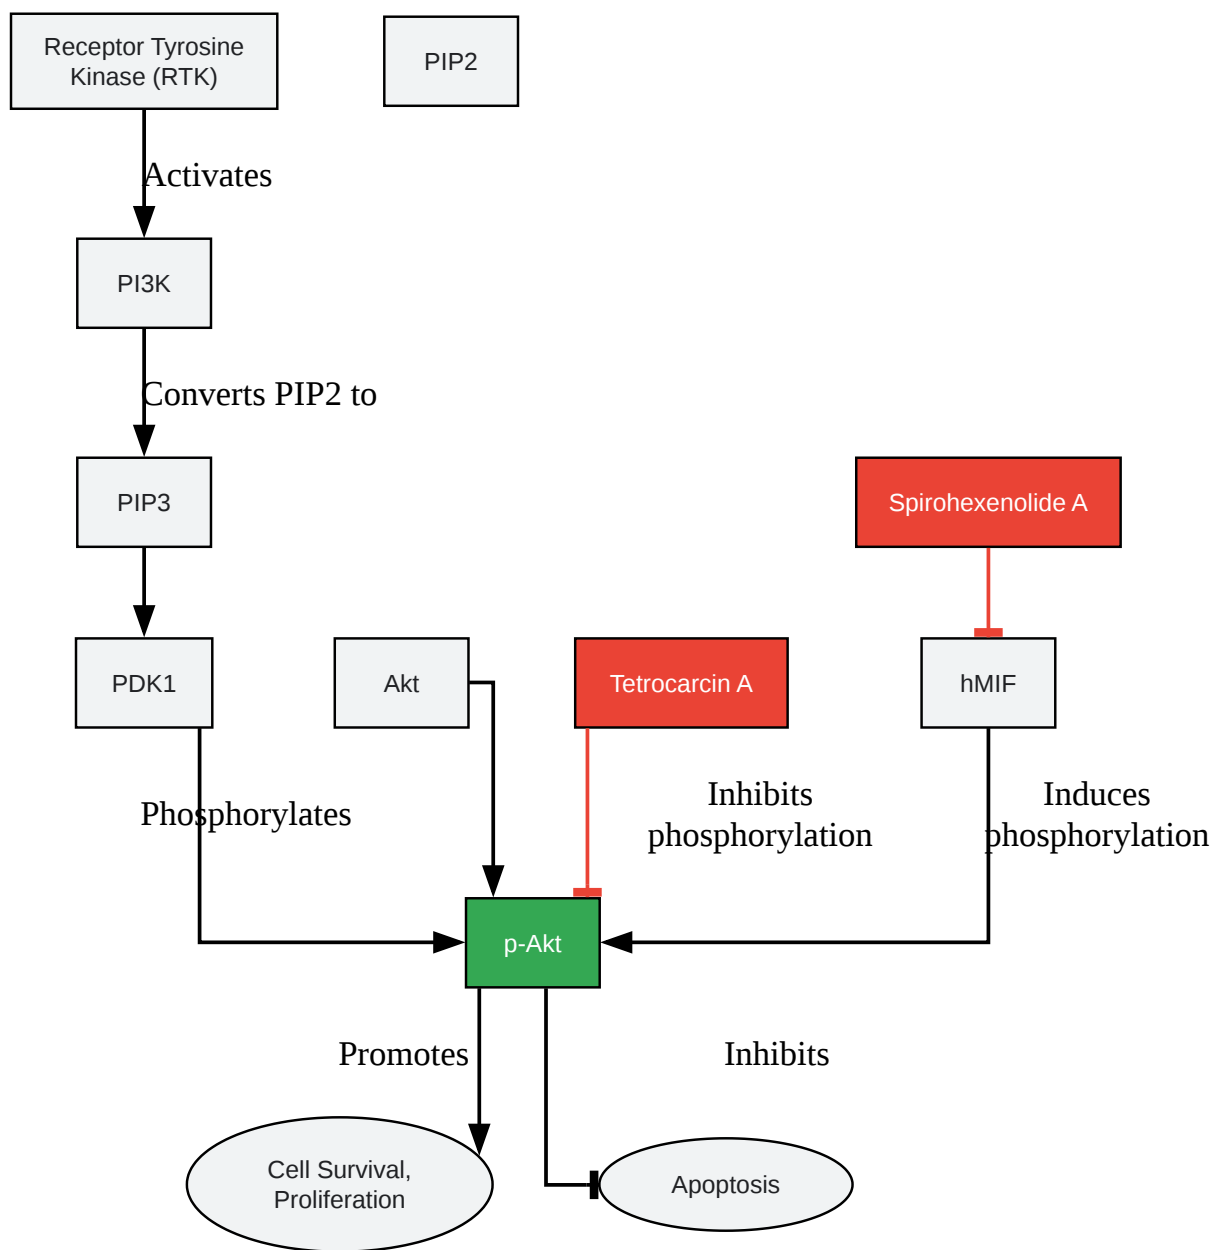 Receptor Tyrosine
Kinase (RTK)
PIP2
Activates
PI3K
Converts PIP2 to
PIP3
Spirohexenolide A
PDK1
Akt
Tetrocarcin A
hMIF
Phosphorylates
Inhibits
phosphorylation
Induces
phosphorylation
p-Akt
Promotes
Inhibits
Cell Survival,
Proliferation
Apoptosis